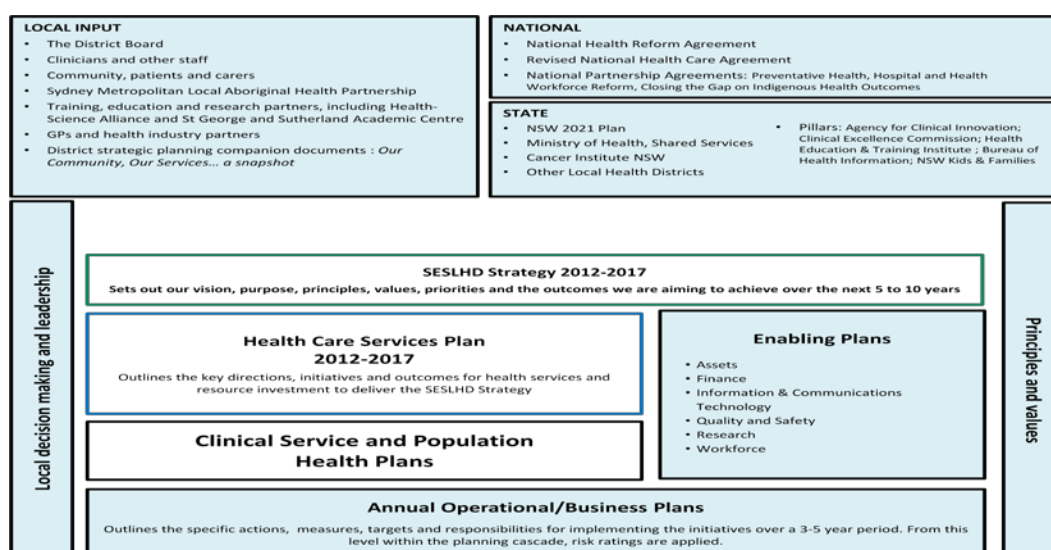 LOCAL INPUT
• The District Board
• Clinicians and other staff
• Community, patients and carers
• Sydney Metropolitan Local Aboriginal Health Partnership
• Training, education and research partners, including Health-
Science Alliance and St George and Sutherland Academic Centre
• GPs and health industry partners
• District strategic planning companion documents : Our
Community, Our Services... a snapshot
NATIONAL
• National Health Reform Agreement
• Revised National Health Care Agreement
• National Partnership Agreements: Preventative Health, Hospital and Health
Workforce Reform, Closing the Gap on Indigenous Health Outcomes
STATE
• NSW 2021 Plan
• Ministry of Health, Shared Services
• Cancer Institute NSW
• Other Local Health Districts
• Pillars: Agency for Clinical Innovation;
Clinical Excellence Commission; Health
Education & Training Institute ; Bureau of
Health Information; NSW Kids & Families
Local decision making and leadership
SESLHD Strategy 2012-2017
Sets out our vision, purpose, principles, values, priorities and the outcomes we are aiming to achieve over the next 5 to 10 years
Health Care Services Plan
2012-2017
Outlines the key directions, initiatives and outcomes for health services and
resource investment to deliver the SESLHD Strategy
Clinical Service and Population
Health Plans
Enabling Plans
• Assets
• Finance
• Information & Communications
Technology
• Quality and Safety
• Research
• Workforce
Principles and values
Annual Operational/Business Plans
Outlines the specific actions, measures, targets and responsibilities for implementing the initiatives over a 3-5 year period. From this
level within the planning cascade, risk ratings are applied.